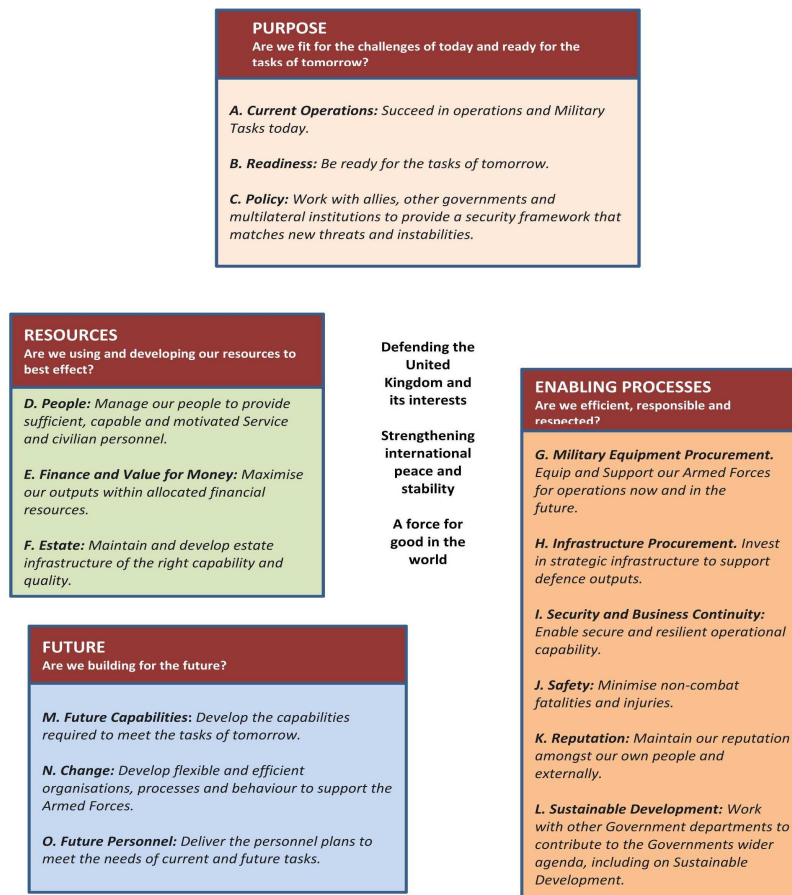 PURPOSE
Are we fit for the challenges of today and ready for the
tasks of tomorrow?
A. Current Operations: Succeed in operations and Military
Tasks today.
B. Readiness: Be ready for the tasks of tomorrow.
C. Policy: Work with allies, other governments and
multilateral institutions to provide a security framework that
matches new threats and instabilities.
RESOURCES
Are we using and developing our resources to
best effect?
D. People: Manage our people to provide
sufficient, capable and motivated Service
and civilian personnel.
E. Finance and Value for Money: Maximise
our outputs within allocated financial
resources.
F. Estate: Maintain and develop estate
infrastructure of the right capability and
quality.
Defending the
United
Kingdom and
its interests
Strengthening
international
peace and
stability
A force for
good in the
world
ENABLING PROCESSES
Are we efficient, responsible and
respected?
G. Military Equipment Procurement.
Equip and Support our Armed Forces
for operations now and in the
future.
H. Infrastructure Procurement. Invest
in strategic infrastructure to support
defence outputs.
I. Security and Business Continuity:
Enable secure and resilient operational
capability.
J. Safety: Minimise non-combat
fatalities and injuries.
K. Reputation: Maintain our reputation
amongst our own people and
externally.
L. Sustainable Development: Work
with other Government departments to
contribute to the Governments wider
agenda, including on Sustainable
Development.
FUTURE
Are we building for the future?
M. Future Capabilities: Develop the capabilities
required to meet the tasks of tomorrow.
N. Change: Develop flexible and efficient
organisations, processes and behaviour to support the
Armed Forces.
O. Future Personnel: Deliver the personnel plans to
meet the needs of current and future tasks.